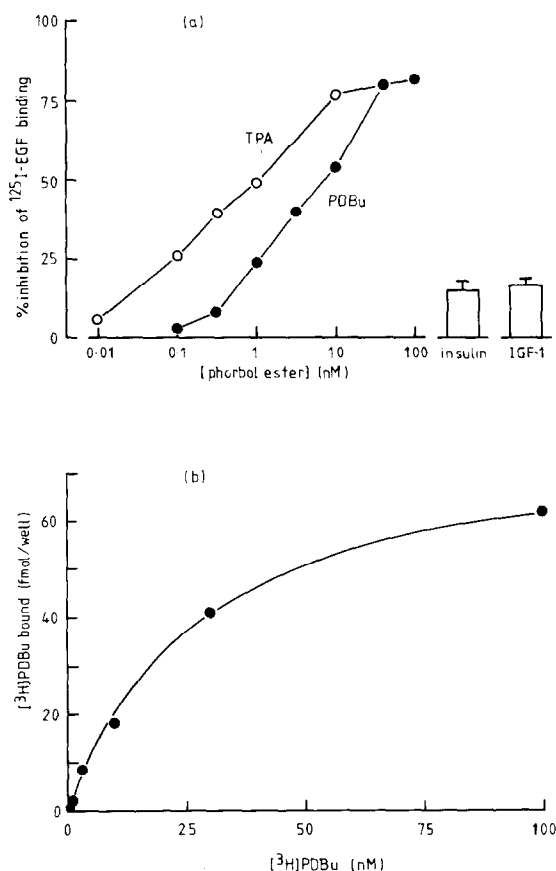 (a)
100
75
50
25
0
% inhibition of ¹²⁵I-EGF binding
TPA
PDBu
0·01 0·1 1 10 100
[phorbol ester] (nM)
insulin IGF-1
(b)
60
40
20
0
[³H]PDBu bound (fmol/well)
0 25 50 75 100
[³H]PDBu (nM)